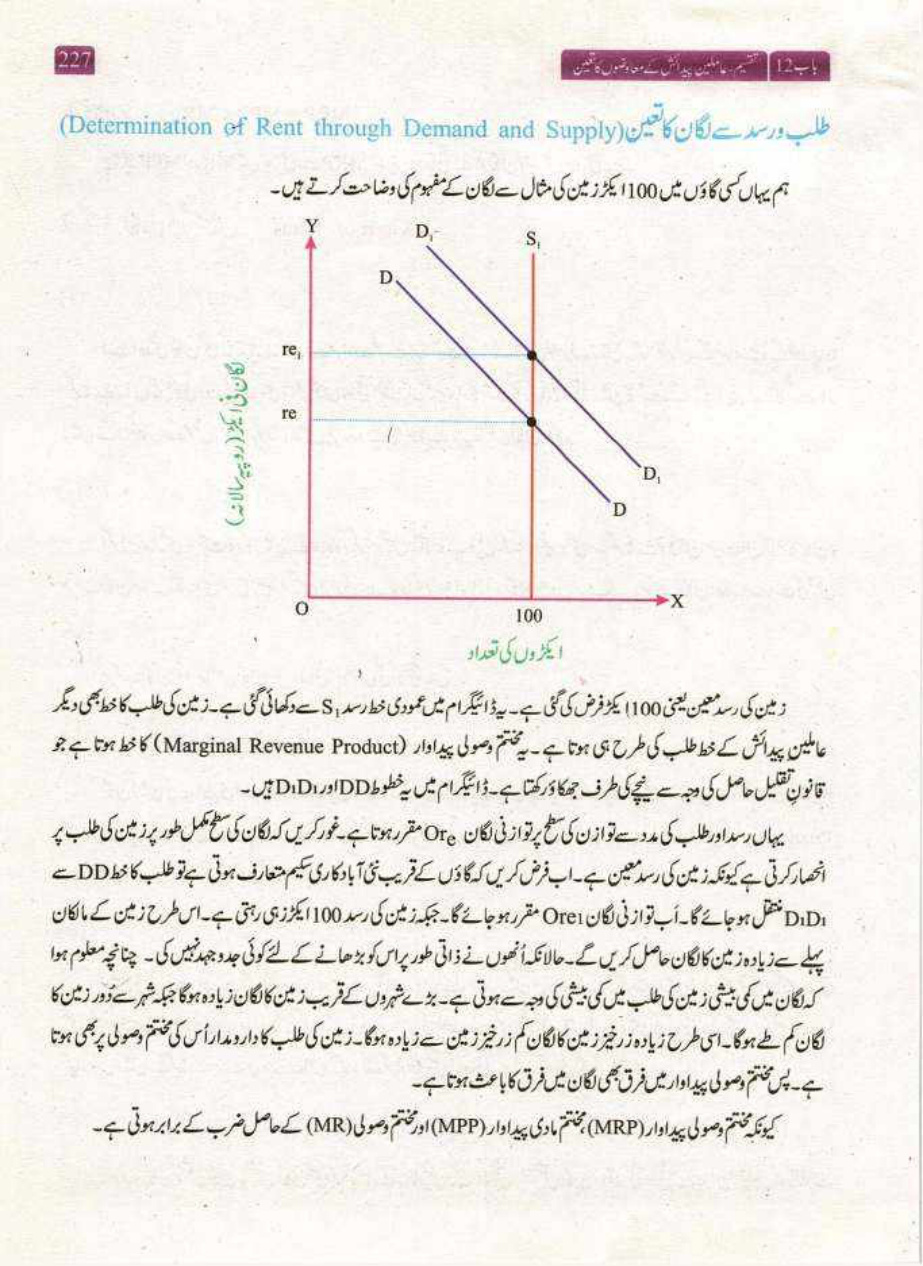 227
باب 12 تقسیم۔ عاملین پیدائش کے معاوضوں کا تعین
طلب و رسد سے لگان کا تعین (Determination of Rent through Demand and Supply)
ہم یہاں کسی گاؤں میں 100 ایکڑ زمین کی مثال سے لگان کے مفہوم کی وضاحت کرتے ہیں۔
Y
D₁
S₁
D
re₁
re
لگان فی ایکڑ (روپیہ سالانہ)
D₁
D
O
X
100
ایکڑوں کی تعداد
زمین کی رسد معین یعنی 100 ایکڑ فرض کی گئی ہے۔ یہ ڈائیگرام میں عمودی خط رسد S₁ سے دکھائی گئی ہے۔ زمین کی طلب کا خط بھی دیگر
عاملین پیدائش کے خط طلب کی طرح ہی ہوتا ہے۔ یہ مختتم وصولی پیداوار (Marginal Revenue Product) کا خط ہوتا ہے جو
قانونِ تقلیل حاصل کی وجہ سے نیچے کی طرف جھکاؤ رکھتا ہے۔ ڈائیگرام میں یہ خطوط DD اور D₁D₁ ہیں۔
یہاں رسد اور طلب کی مدد سے توازن کی سطح پر توازنی لگان Orₑ مقرر ہوتا ہے۔ غور کریں کہ لگان کی سطح مکمل طور پر زمین کی طلب پر
انحصار کرتی ہے کیونکہ زمین کی رسد معین ہے۔ اب فرض کریں کہ گاؤں کے قریب نئی آبادکاری سکیم متعارف ہوتی ہے تو طلب کا خط DD سے
D₁D₁ منتقل ہو جائے گا۔ اَب توازنی لگان Ore₁ مقرر ہو جائے گا۔ جبکہ زمین کی رسد 100 ایکڑ ہی رہتی ہے۔ اس طرح زمین کے مالکان
پہلے سے زیادہ زمین کا لگان حاصل کریں گے۔ حالانکہ اُنھوں نے ذاتی طور پر اس کو بڑھانے کے لئے کوئی جدوجہد نہیں کی۔ چنانچہ معلوم ہوا
کہ لگان میں کمی بیشی زمین کی طلب میں کمی بیشی کی وجہ سے ہوتی ہے۔ بڑے شہروں کے قریب زمین کا لگان زیادہ ہوگا جبکہ شہر سے دُور زمین کا
لگان کم طے ہوگا۔ اسی طرح زیادہ زرخیز زمین کا لگان کم زرخیز زمین سے زیادہ ہوگا۔ زمین کی طلب کا دارومدار اُس کی مختتم وصولی پر بھی ہوتا
ہے۔ پس مختتم وصولی پیداوار میں فرق بھی لگان میں فرق کا باعث ہوتا ہے۔
کیونکہ مختتم وصولی پیداوار (MRP)، مختتم مادی پیداوار (MPP) اور مختتم وصولی (MR) کے حاصل ضرب کے برابر ہوتی ہے۔